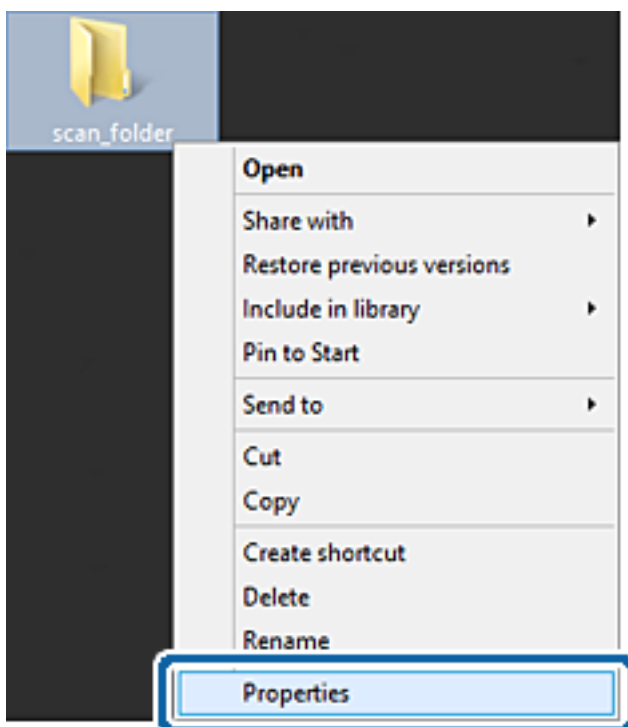 scan_folder
Open
Share with
Restore previous versions
Include in library
Pin to Start
Send to
Cut
Copy
Create shortcut
Delete
Rename
Properties